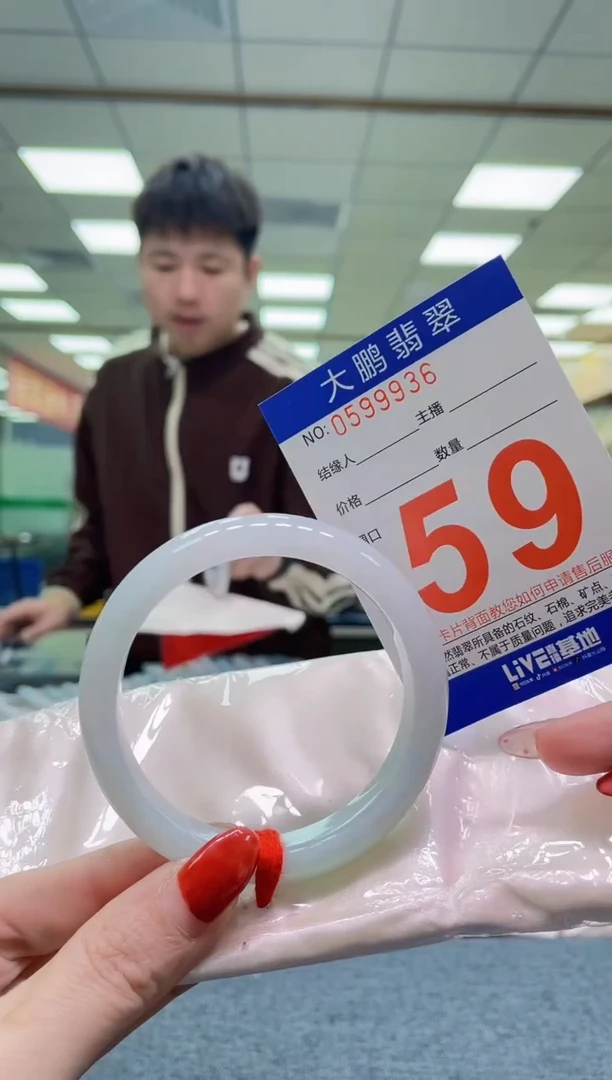 大鹏翡翠
NO: 0599936
结缘人 主播
价格 数量
口
59
卡片背面教您如何申请售后服
然翡翠所具备的石纹、石棉、矿点、
正常、不属于质量问题，追求完美
LiVE 基地